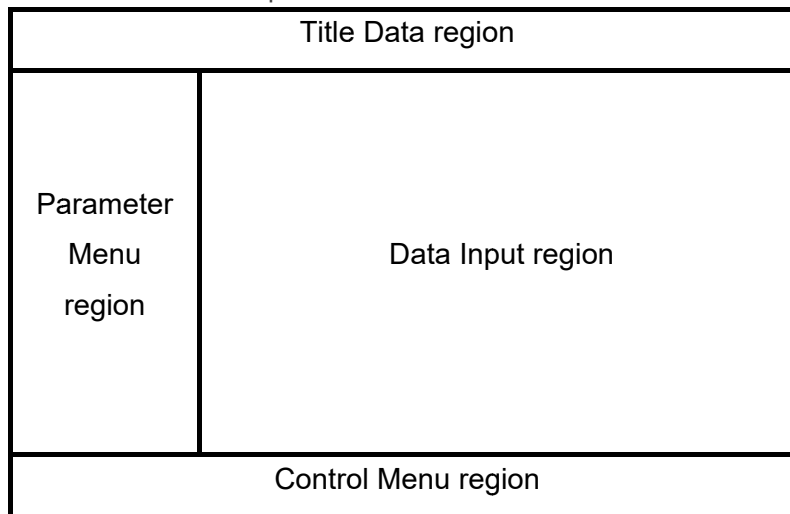 Title Data region
Parameter
Menu
region
Data Input region
Control Menu region